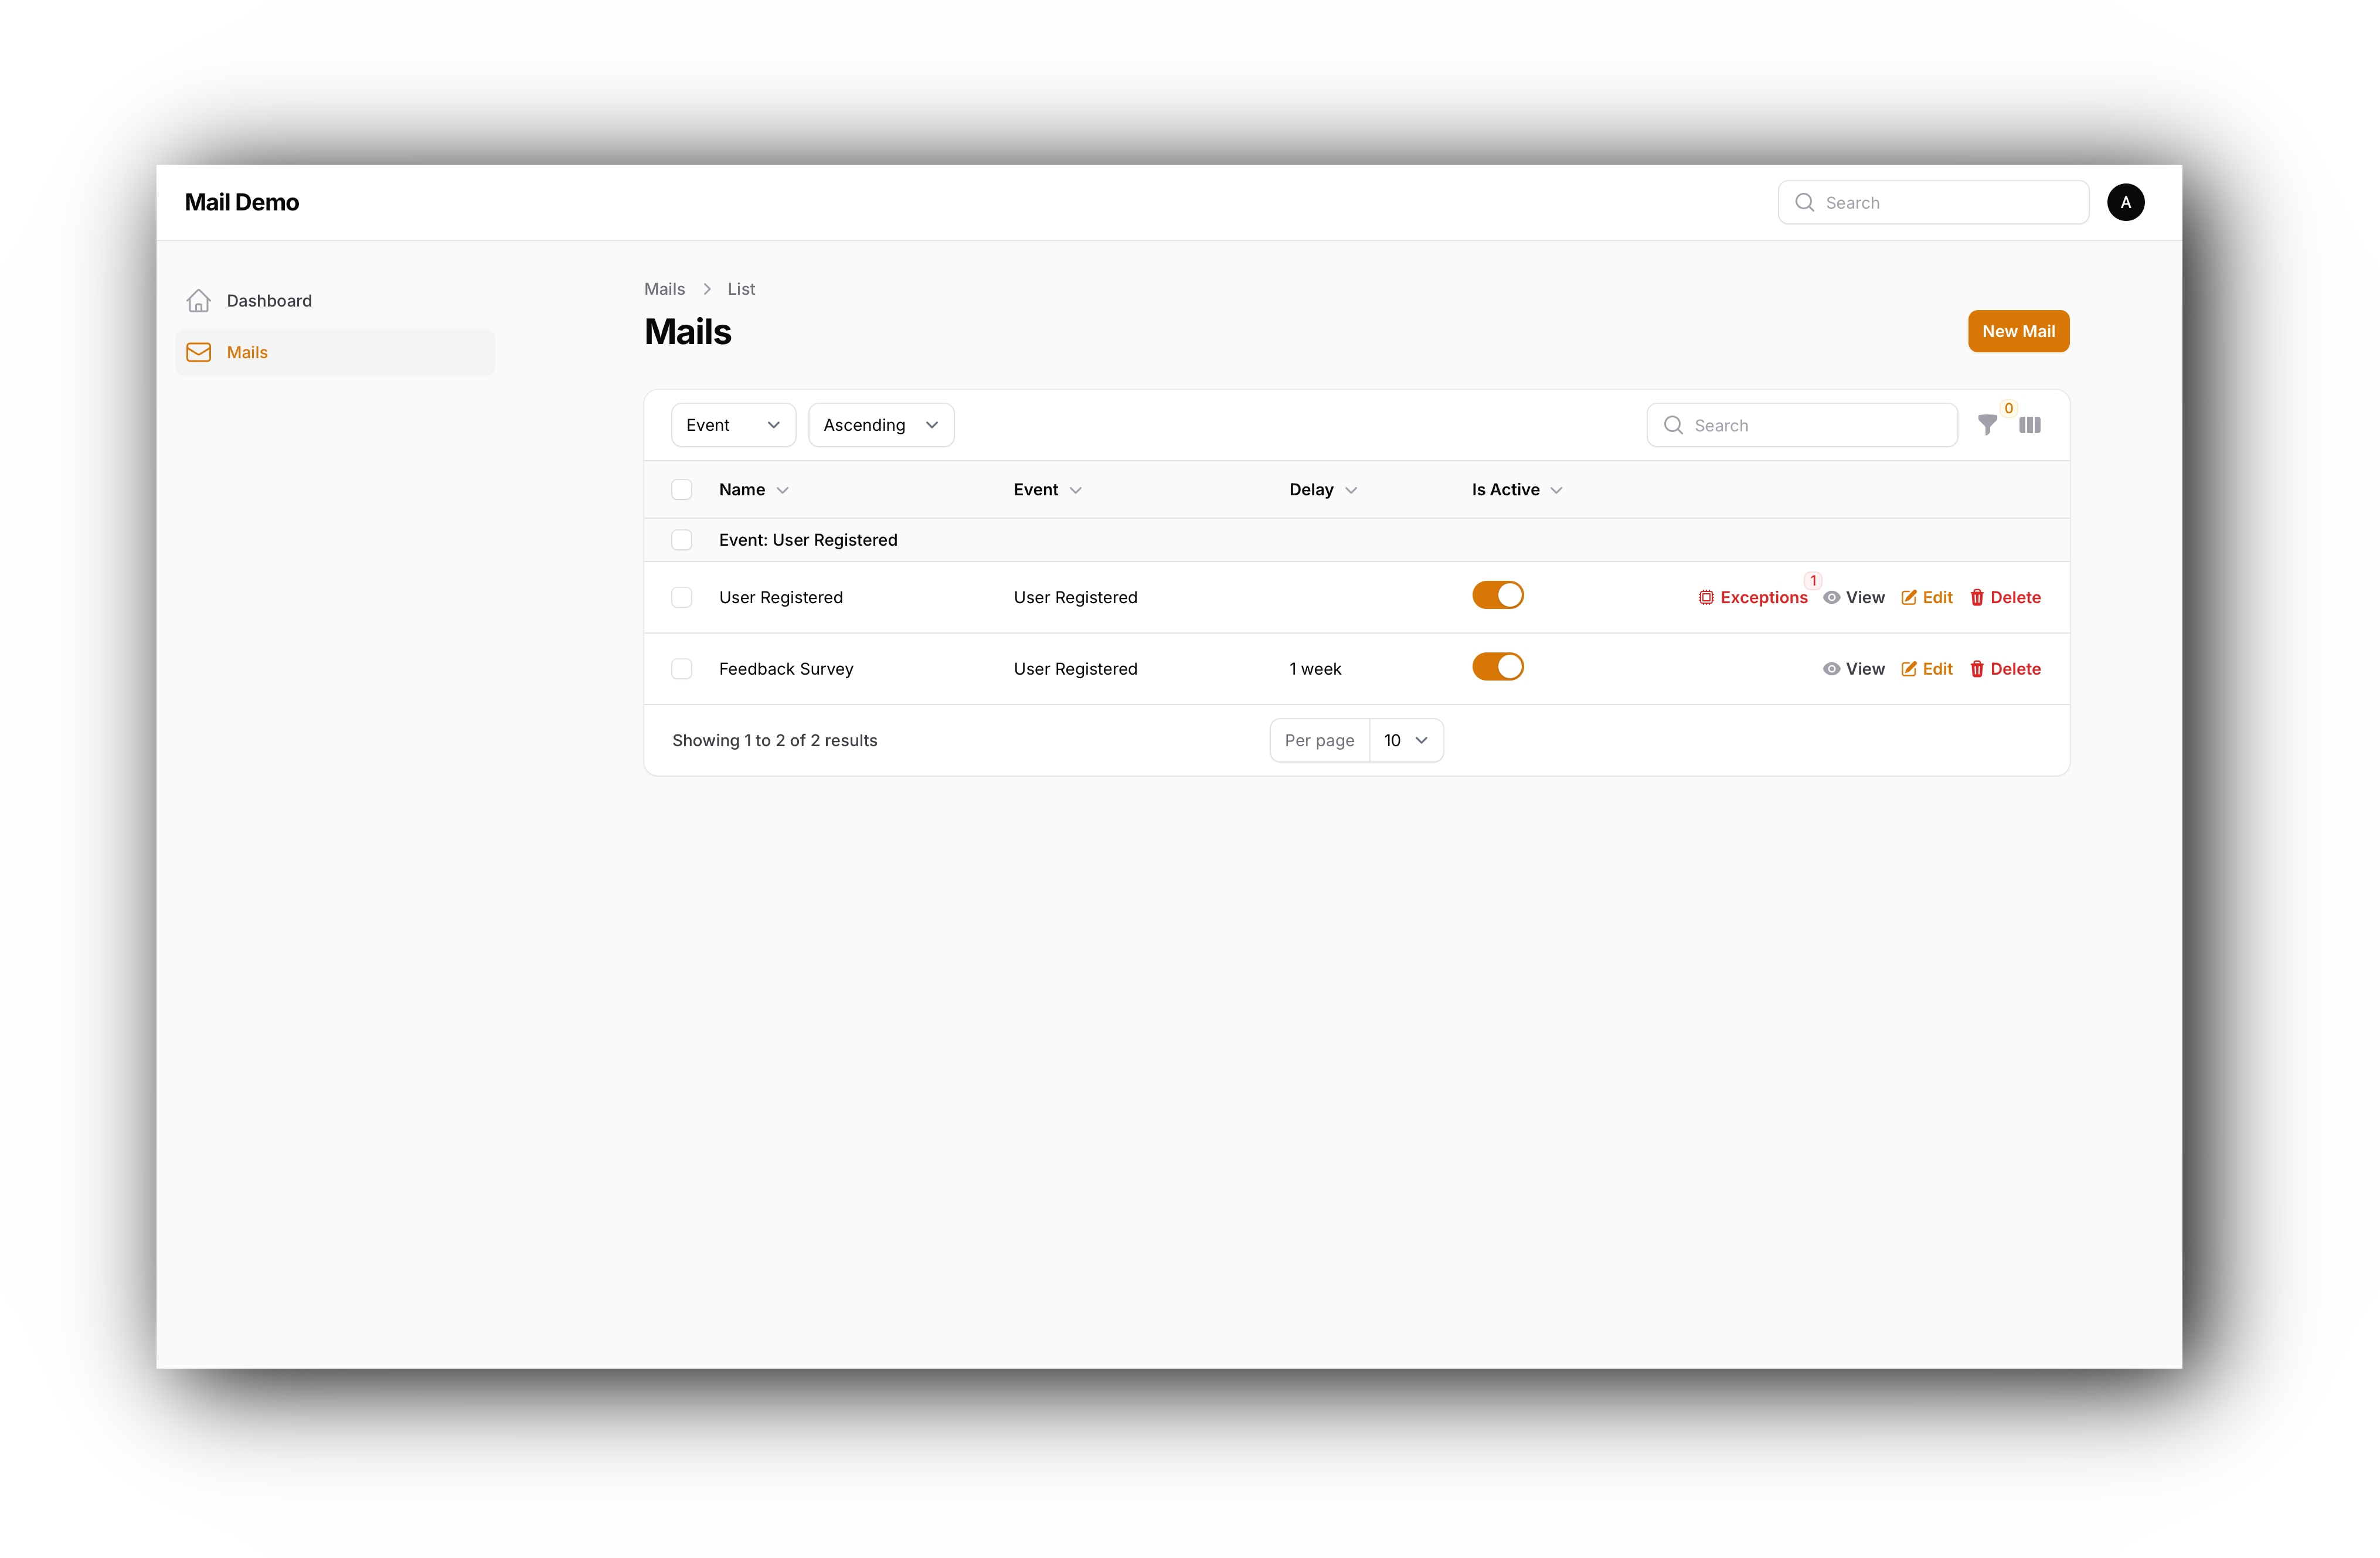 Mail Demo
Search
A
Dashboard
Mails
Mails List
Mails
New Mail
Event Ascending Search 0
Name Event Delay Is Active
Event: User Registered
User Registered User Registered Exceptions 1 View Edit Delete
Feedback Survey User Registered 1 week View Edit Delete
Showing 1 to 2 of 2 results Per page 10